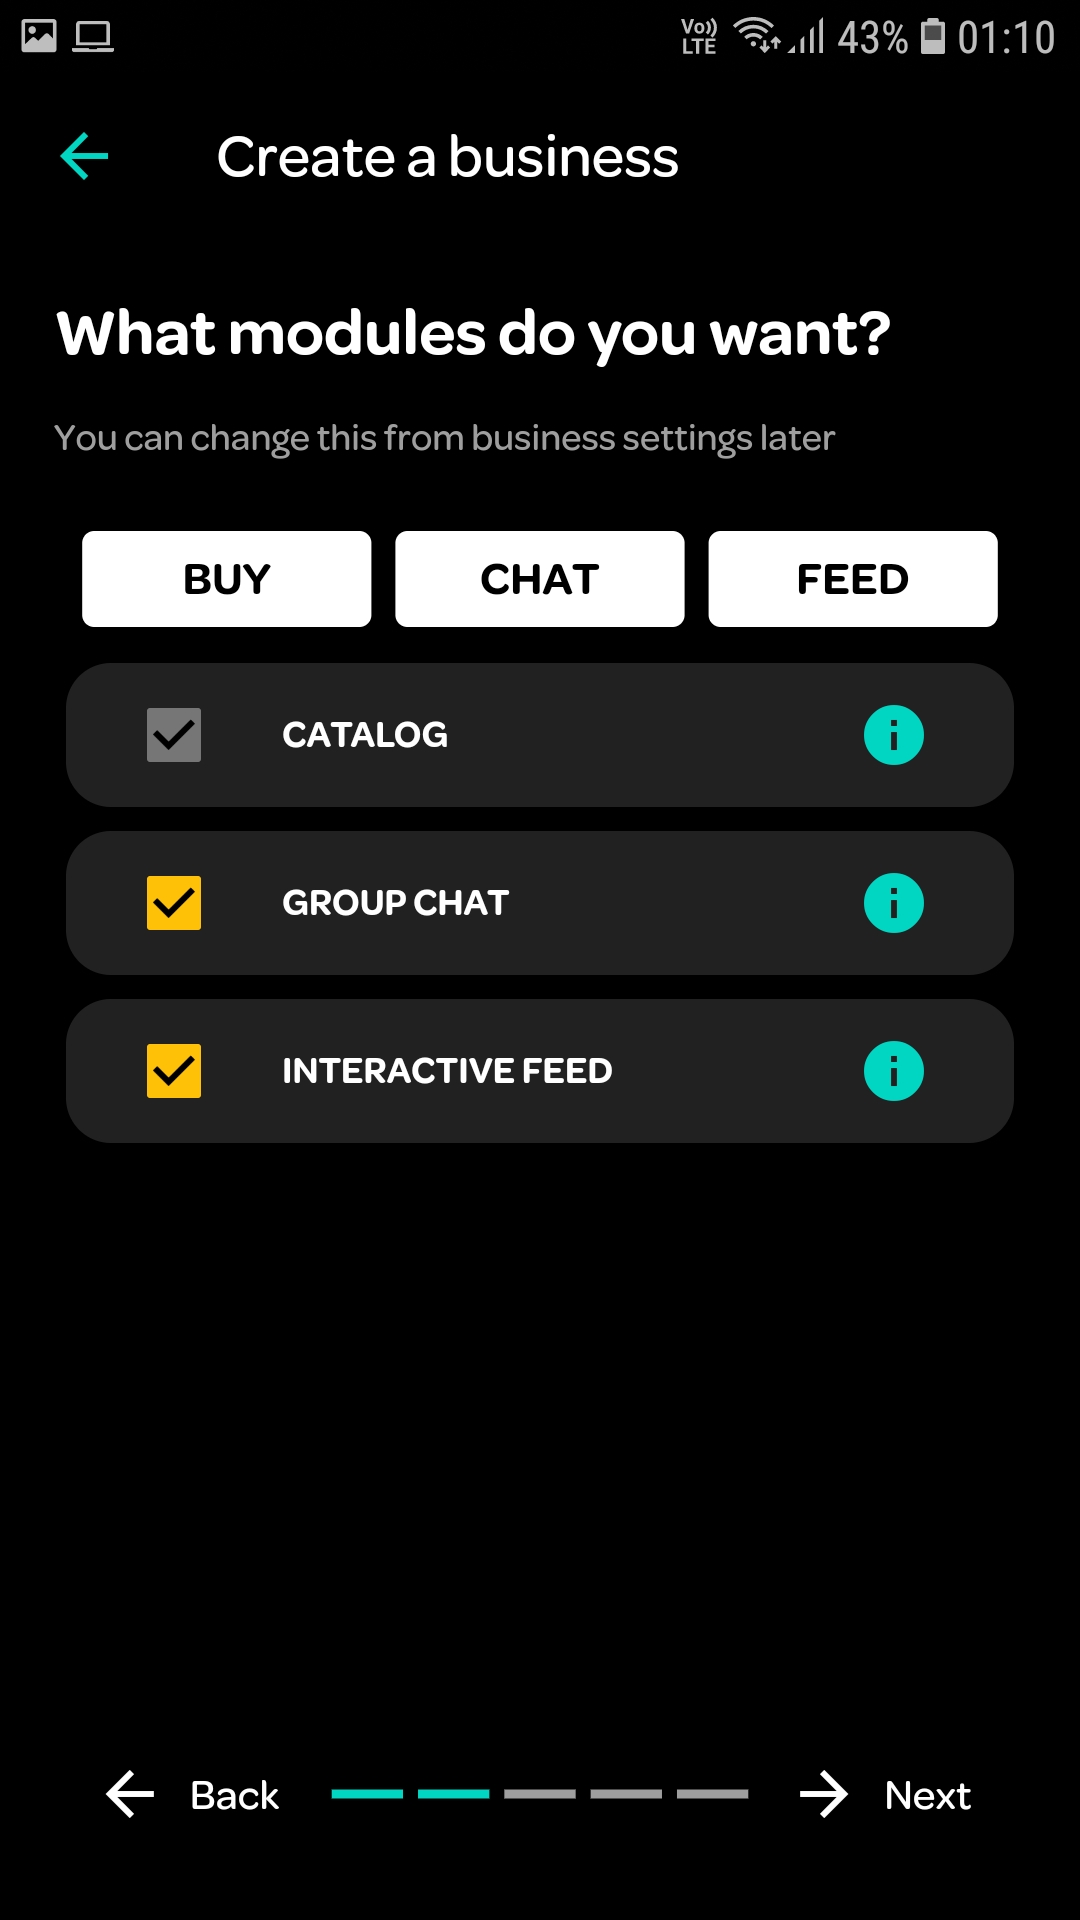 Vo)) LTE 43% 01:10
Create a business
What modules do you want?
You can change this from business settings later
BUY CHAT FEED
CATALOG
GROUP CHAT
INTERACTIVE FEED
Back Next